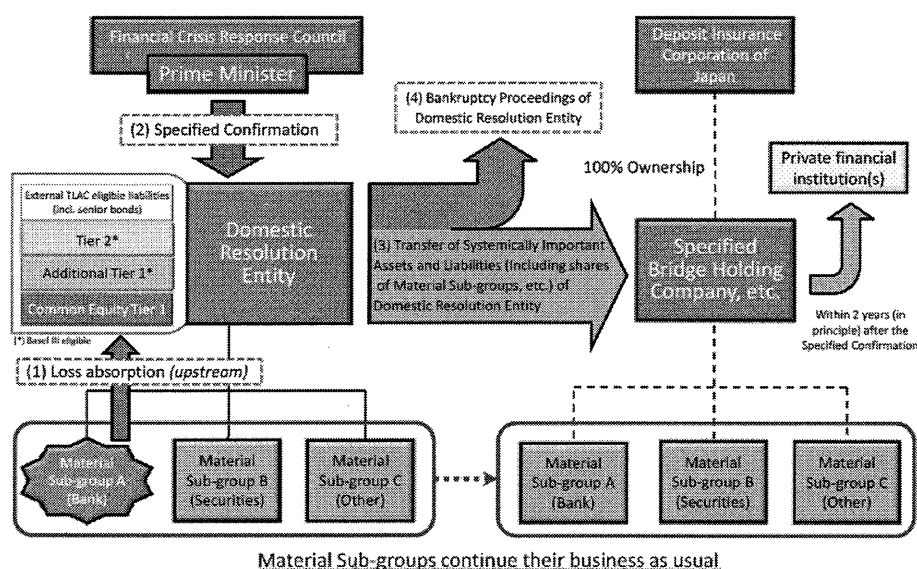 Financial Crisis Response Council
Prime Minister
Deposit Insurance
Corporation of
Japan
(2) Specified Confirmation
(4) Bankruptcy Proceedings of
Domestic Resolution Entity
100% Ownership
Private financial
institution(s)
External TLAC eligible liabilities
(incl. senior bonds)
Tier 2*
Additional Tier 1*
Common Equity Tier 1
(*) Basel III eligible
Domestic
Resolution
Entity
(3) Transfer of Systemically Important
Assets and Liabilities (including shares
of Material Sub-groups, etc.) of
Domestic Resolution Entity
Specified
Bridge Holding
Company, etc.
Within 2 years (in
principle) after the
Specified Confirmation
(1) Loss absorption (upstream)
Material
Sub-group A
(Bank)
Material
Sub-group B
(Securities)
Material
Sub-group C
(Other)
Material
Sub-group A
(Bank)
Material
Sub-group B
(Securities)
Material
Sub-group C
(Other)
Material Sub-groups continue their business as usual